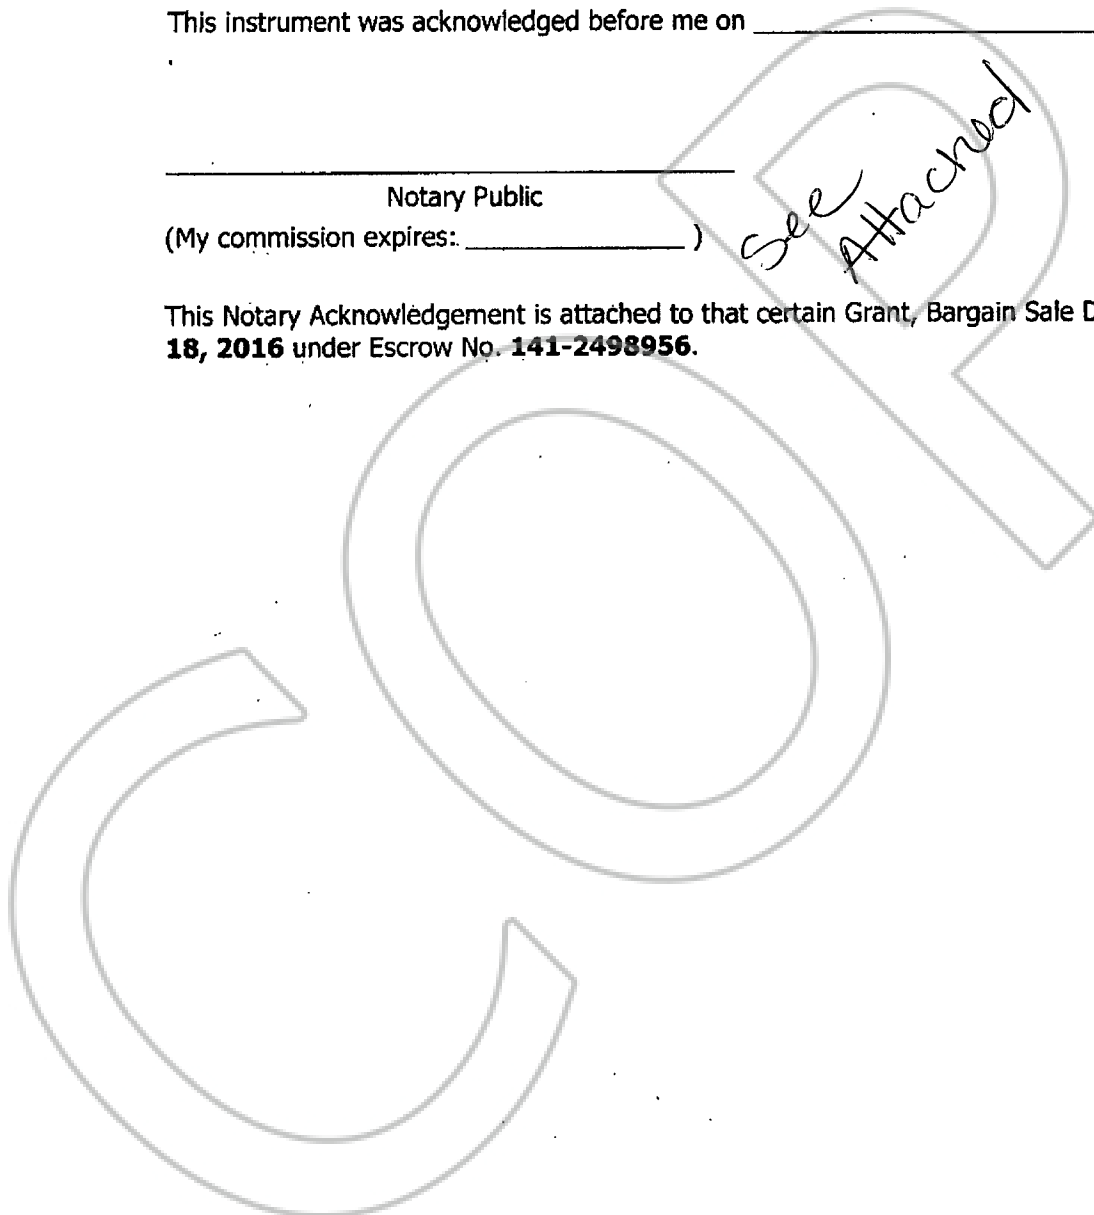 This instrument was acknowledged before me on
Notary Public
(My commission expires: )
See
Attached
This Notary Acknowledgement is attached to that certain Grant, Bargain Sale
18, 2016 under Escrow No. 141-2498956.
COP